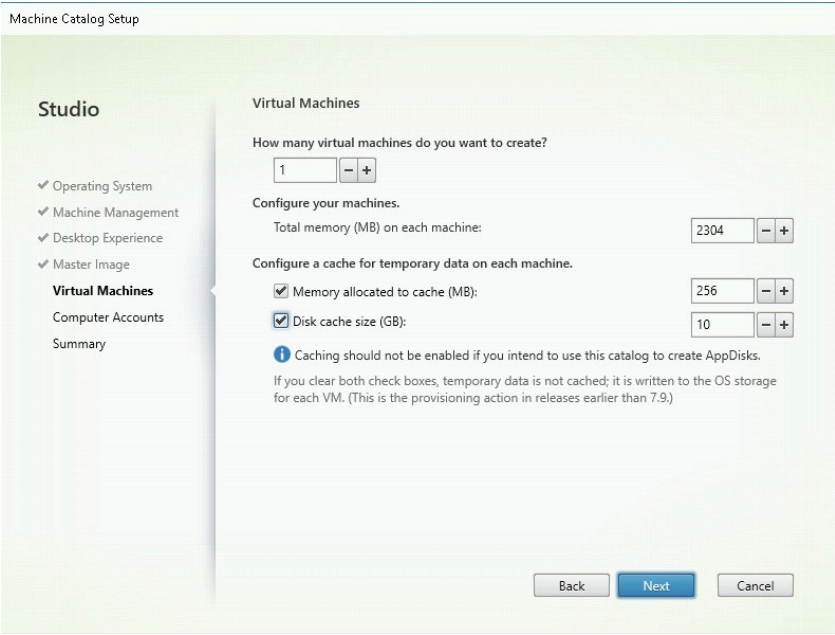 Machine Catalog Setup
Studio
Operating System
Machine Management
Desktop Experience
Master Image
Virtual Machines
Computer Accounts
Summary
Virtual Machines
How many virtual machines do you want to create?
1
- +
Configure your machines.
Total memory (MB) on each machine: 2304 - +
Configure a cache for temporary data on each machine.
Memory allocated to cache (MB): 256 - +
Disk cache size (GB): 10 - +
Caching should not be enabled if you intend to use this catalog to create AppDisks.
If you clear both check boxes, temporary data is not cached; it is written to the OS storage
for each VM. (This is the provisioning action in releases earlier than 7.9.)
Back Next Cancel